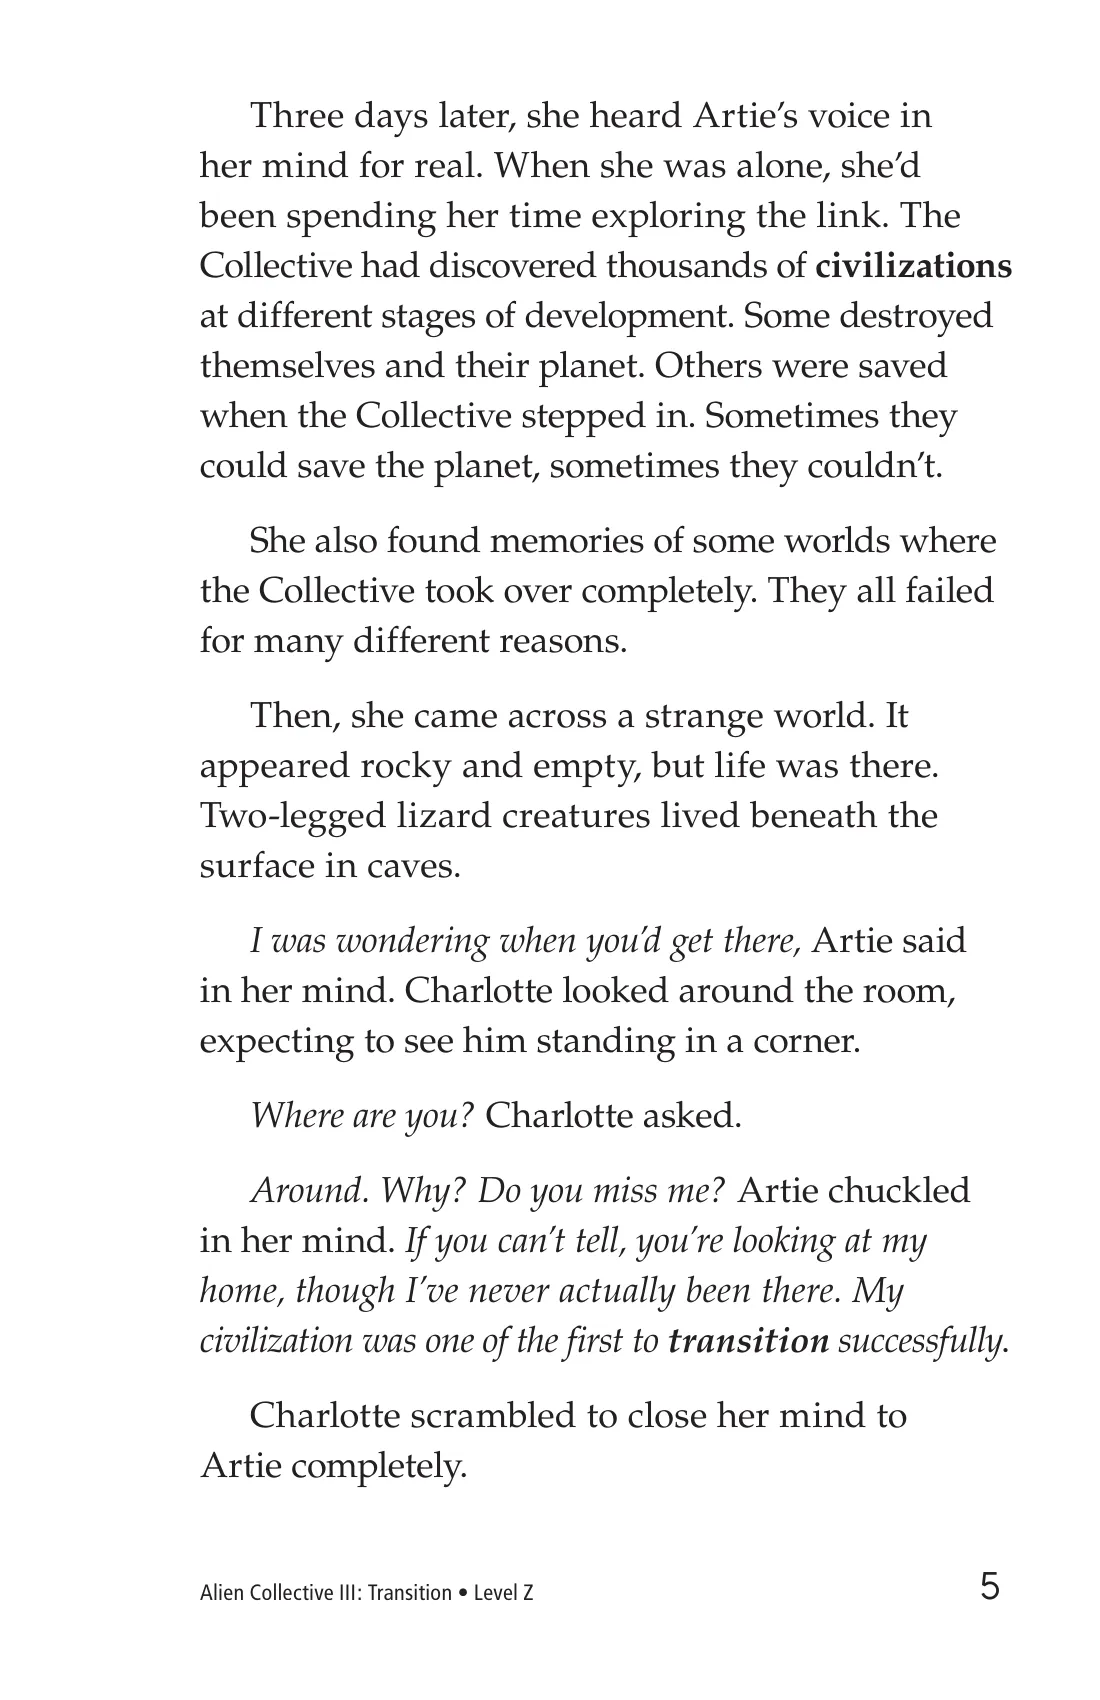 Three days later, she heard Artie’s voice in
her mind for real. When she was alone, she’d
been spending her time exploring the link. The
Collective had discovered thousands of civilizations
at different stages of development. Some destroyed
themselves and their planet. Others were saved
when the Collective stepped in. Sometimes they
could save the planet, sometimes they couldn’t.
She also found memories of some worlds where
the Collective took over completely. They all failed
for many different reasons.
Then, she came across a strange world. It
appeared rocky and empty, but life was there.
Two-legged lizard creatures lived beneath the
surface in caves.
I was wondering when you’d get there, Artie said
in her mind. Charlotte looked around the room,
expecting to see him standing in a corner.
Where are you? Charlotte asked.
Around. Why? Do you miss me? Artie chuckled
in her mind. If you can’t tell, you’re looking at my
home, though I’ve never actually been there. My
civilization was one of the first to transition successfully.
Charlotte scrambled to close her mind to
Artie completely.
Alien Collective III: Transition • Level Z
5